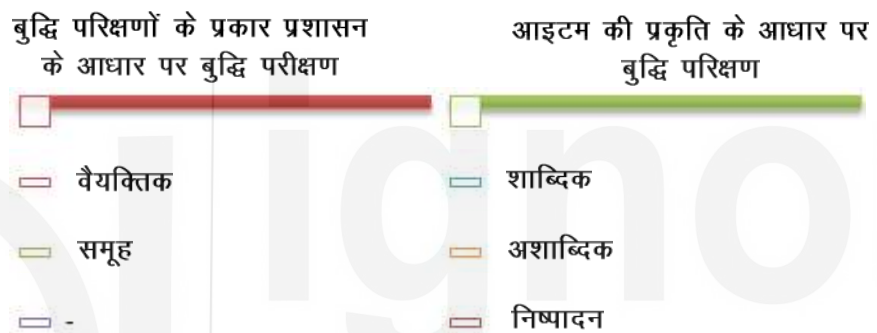 बुद्धि परिक्षणों के प्रकार प्रशासन
के आधार पर बुद्धि परीक्षण
वैयक्तिक
समूह
-
आइटम की प्रकृति के आधार पर
बुद्धि परिक्षण
शाब्दिक
अशाब्दिक
निष्पादन
ignou